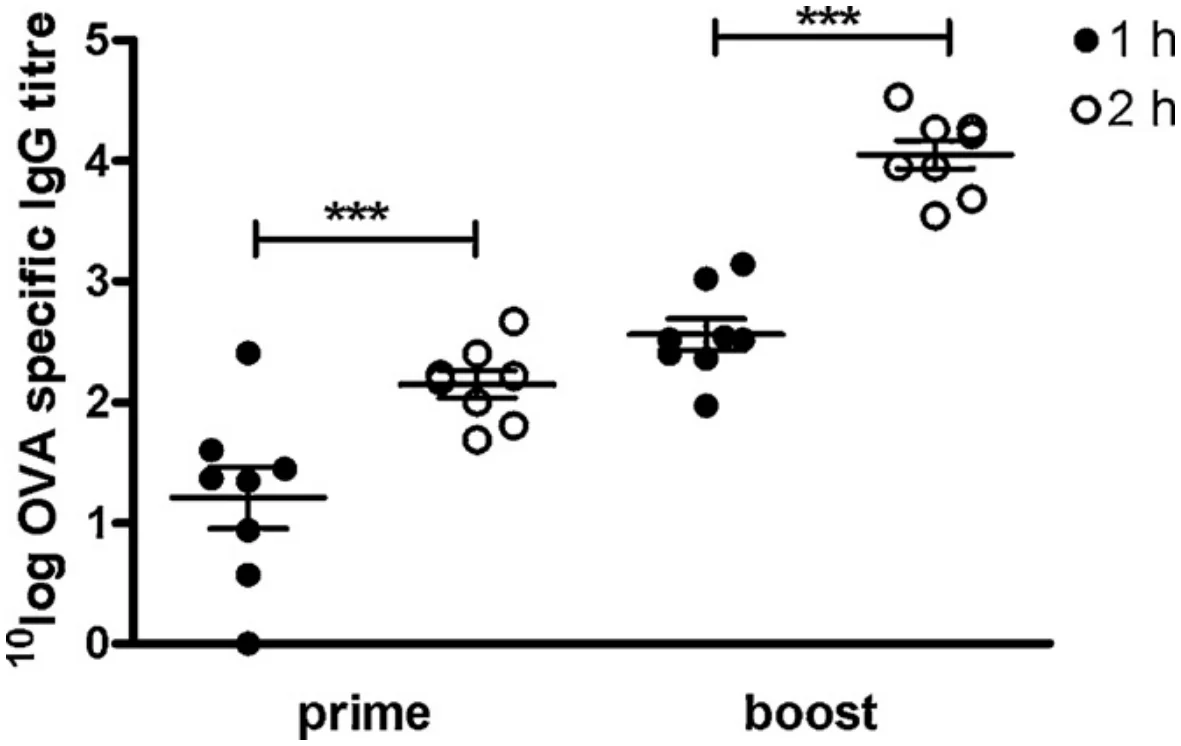 ¹⁰log OVA specific IgG titre
5
4
3
2
1
0
***
***
1 h
2 h
prime
boost